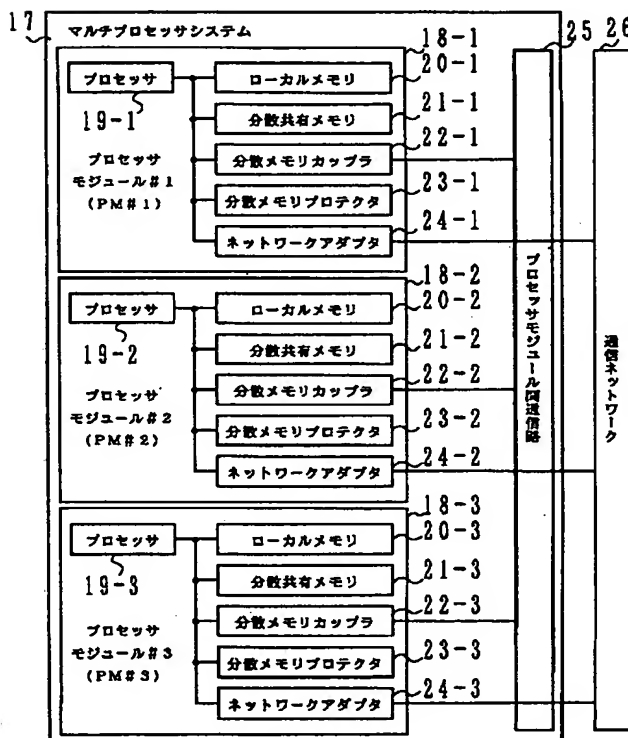 17
マルチプロセッサシステム
25
26
18-1
プロセッサ
ローカルメモリ
20-1
19-1
分散共有メモリ
21-1
プロセッサ
モジュール#1
(PM#1)
分散メモリカップラ
22-1
分散メモリプロテクタ
23-1
ネットワークアダプタ
24-1
18-2
プロセッサ
ローカルメモリ
20-2
19-2
分散共有メモリ
21-2
プロセッサ
モジュール#2
(PM#2)
分散メモリカップラ
22-2
分散メモリプロテクタ
23-2
ネットワークアダプタ
24-2
18-3
プロセッサ
ローカルメモリ
20-3
19-3
分散共有メモリ
21-3
プロセッサ
モジュール#3
(PM#3)
分散メモリカップラ
22-3
分散メモリプロテクタ
23-3
ネットワークアダプタ
24-3
プロセッサモジュール間通信路
通信ネットワーク